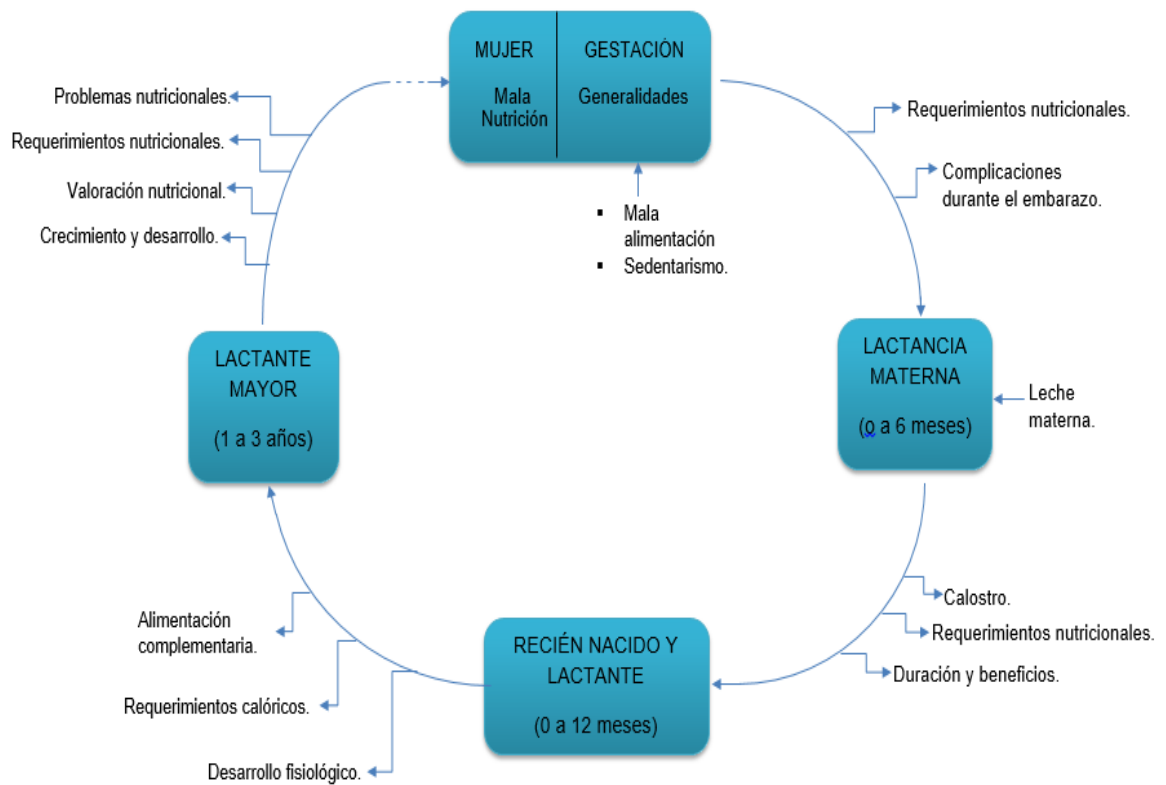 MUJER
Mala
Nutrición
GESTACIÓN
Generalidades
▪ Mala
alimentación
▪ Sedentarismo.
Requerimientos nutricionales.
Complicaciones
durante el embarazo.
LACTANCIA
MATERNA
(o a 6 meses)
Leche
materna.
Calostro.
Requerimientos nutricionales.
Duración y beneficios.
RECIÉN NACIDO Y
LACTANTE
(0 a 12 meses)
Desarrollo fisiológico.
Requerimientos calóricos.
Alimentación
complementaria.
LACTANTE
MAYOR
(1 a 3 años)
Crecimiento y desarrollo.
Valoración nutricional.
Requerimientos nutricionales.
Problemas nutricionales.